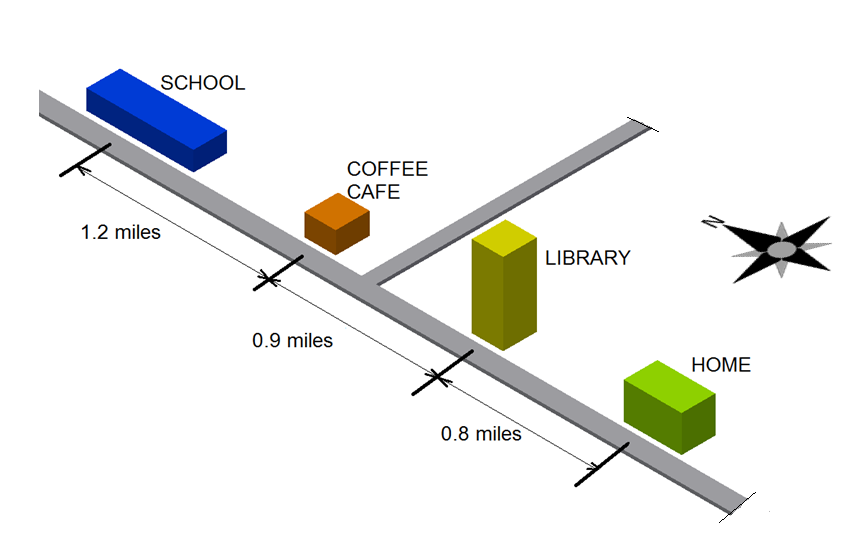 SCHOOL
COFFEE
CAFE
1.2 miles
N
LIBRARY
0.9 miles
HOME
0.8 miles